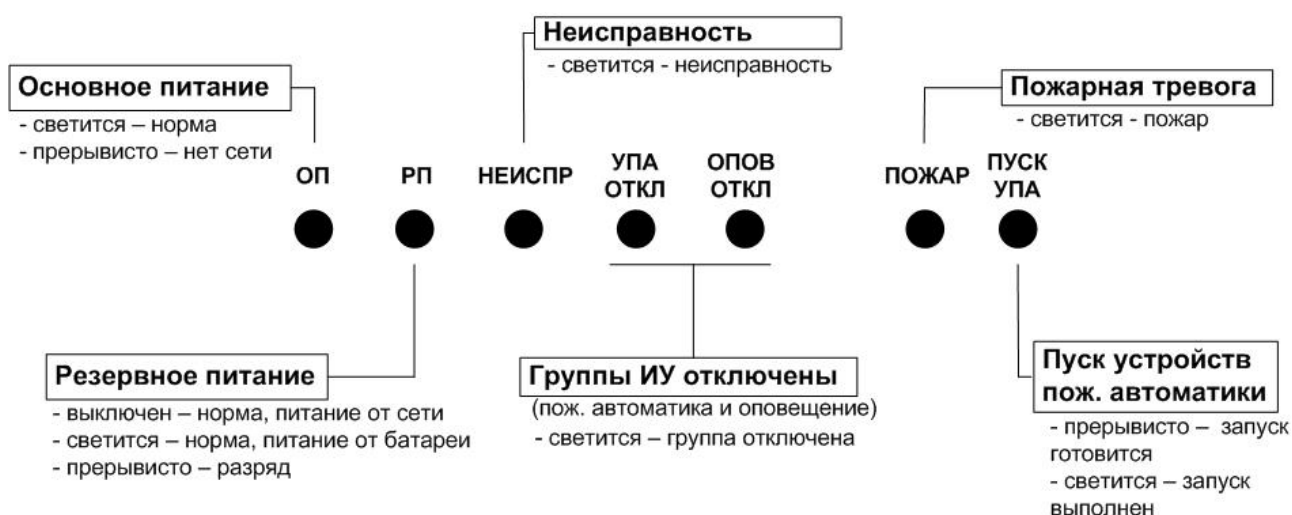 Неисправность
- светится - неисправность
Основное питание
- светится – норма
- прерывисто – нет сети
Пожарная тревога
- светится - пожар
ОП
РП
НЕИСПР
УПА
ОТКЛ
ОПОВ
ОТКЛ
ПОЖАР
ПУСК
УПА
Резервное питание
- выключен – норма, питание от сети
- светится – норма, питание от батареи
- прерывисто – разряд
Группы ИУ отключены
(пож. автоматика и оповещение)
- светится – группа отключена
Пуск устройств
пож. автоматики
- прерывисто – запуск
готовится
- светится – запуск
выполнен